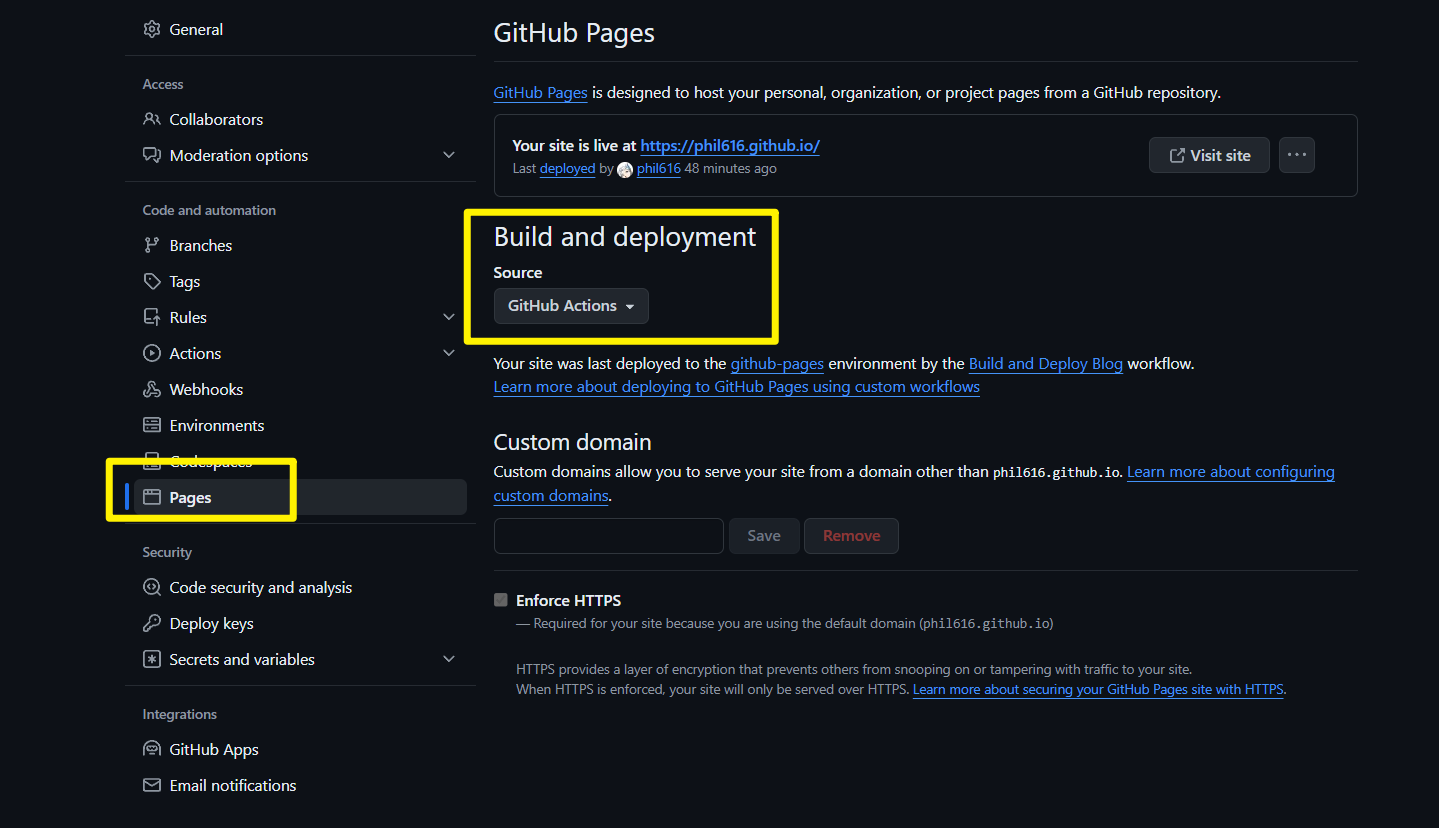 General
Access
Collaborators
Moderation options
Code and automation
Branches
Tags
Rules
Actions
Webhooks
Environments
Codespaces
Pages
Security
Code security and analysis
Deploy keys
Secrets and variables
Integrations
GitHub Apps
Email notifications
GitHub Pages
GitHub Pages is designed to host your personal, organization, or project pages from a GitHub repository.
Your site is live at https://phil616.github.io/
Last deployed by phil616 48 minutes ago
Visit site
Build and deployment
Source
GitHub Actions
Your site was last deployed to the github-pages environment by the Build and Deploy Blog workflow.
Learn more about deploying to GitHub Pages using custom workflows
Custom domain
Custom domains allow you to serve your site from a domain other than phil616.github.io. Learn more about configuring
custom domains.
Save
Remove
Enforce HTTPS
— Required for your site because you are using the default domain (phil616.github.io)
HTTPS provides a layer of encryption that prevents others from snooping on or tampering with traffic to your site.
When HTTPS is enforced, your site will only be served over HTTPS. Learn more about securing your GitHub Pages site with HTTPS.